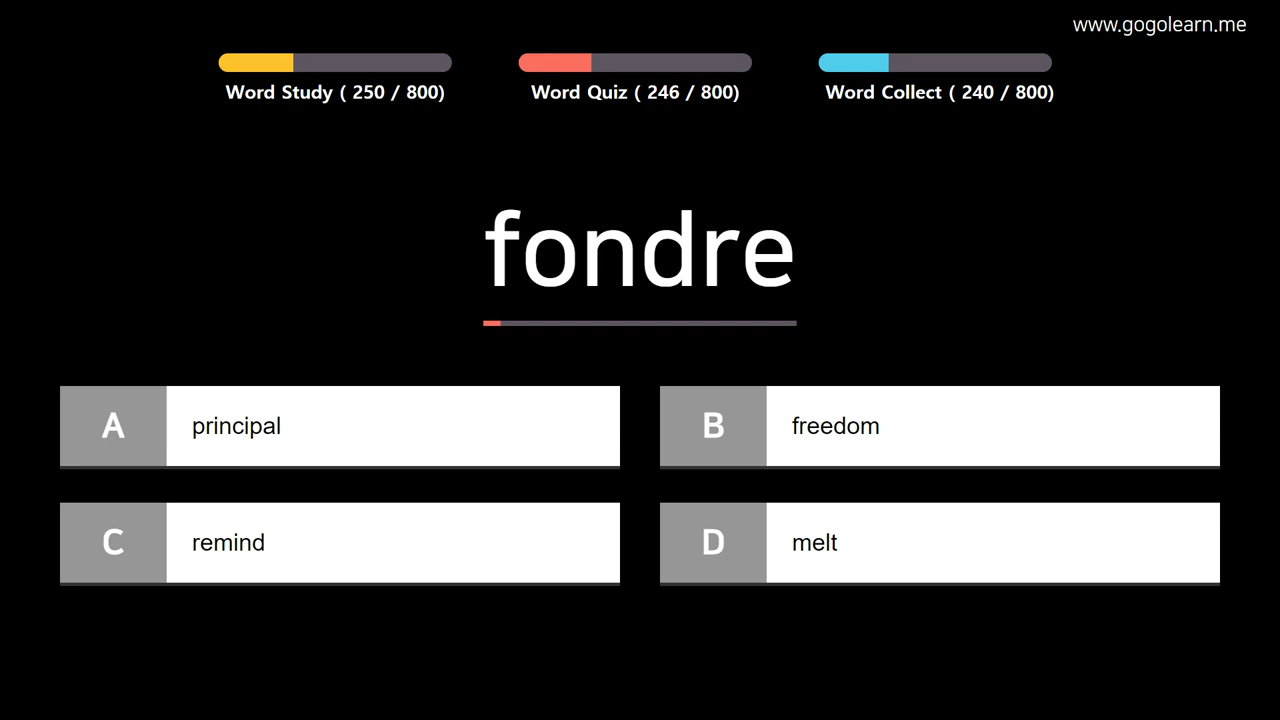 www.gogolearn.me
Word Study ( 250 / 800)
Word Quiz ( 246 / 800)
Word Collect ( 240 / 800)
fondre
A principal
B freedom
C remind
D melt